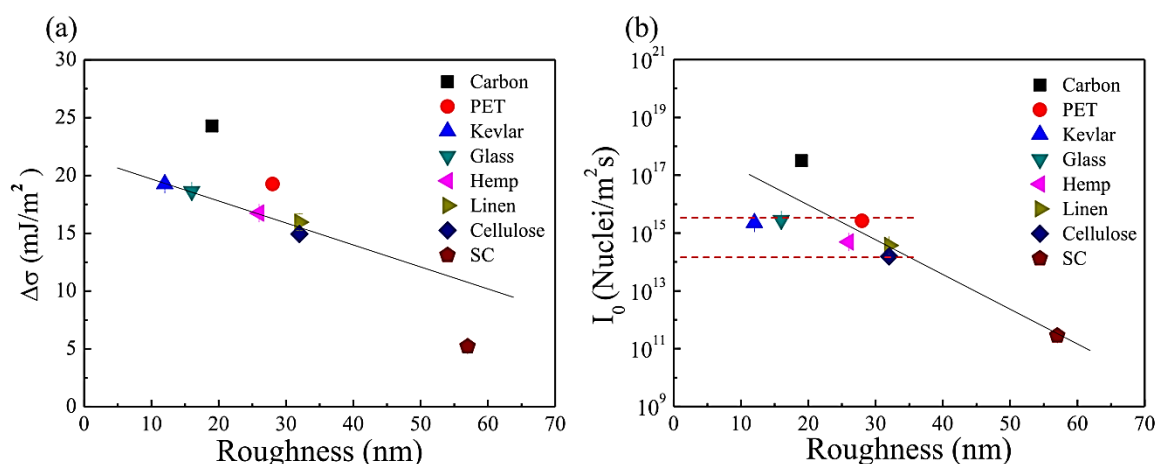 (a)
30
25
20
15
10
5
0
Δσ (mJ/m²)
0 10 20 30 40 50 60 70
Roughness (nm)
Carbon
PET
Kevlar
Glass
Hemp
Linen
Cellulose
SC
(b)
10²¹
10¹⁹
10¹⁷
10¹⁵
10¹³
10¹¹
10⁹
I₀ (Nuclei/m²s)
0 10 20 30 40 50 60 70
Roughness (nm)
Carbon
PET
Kevlar
Glass
Hemp
Linen
Cellulose
SC